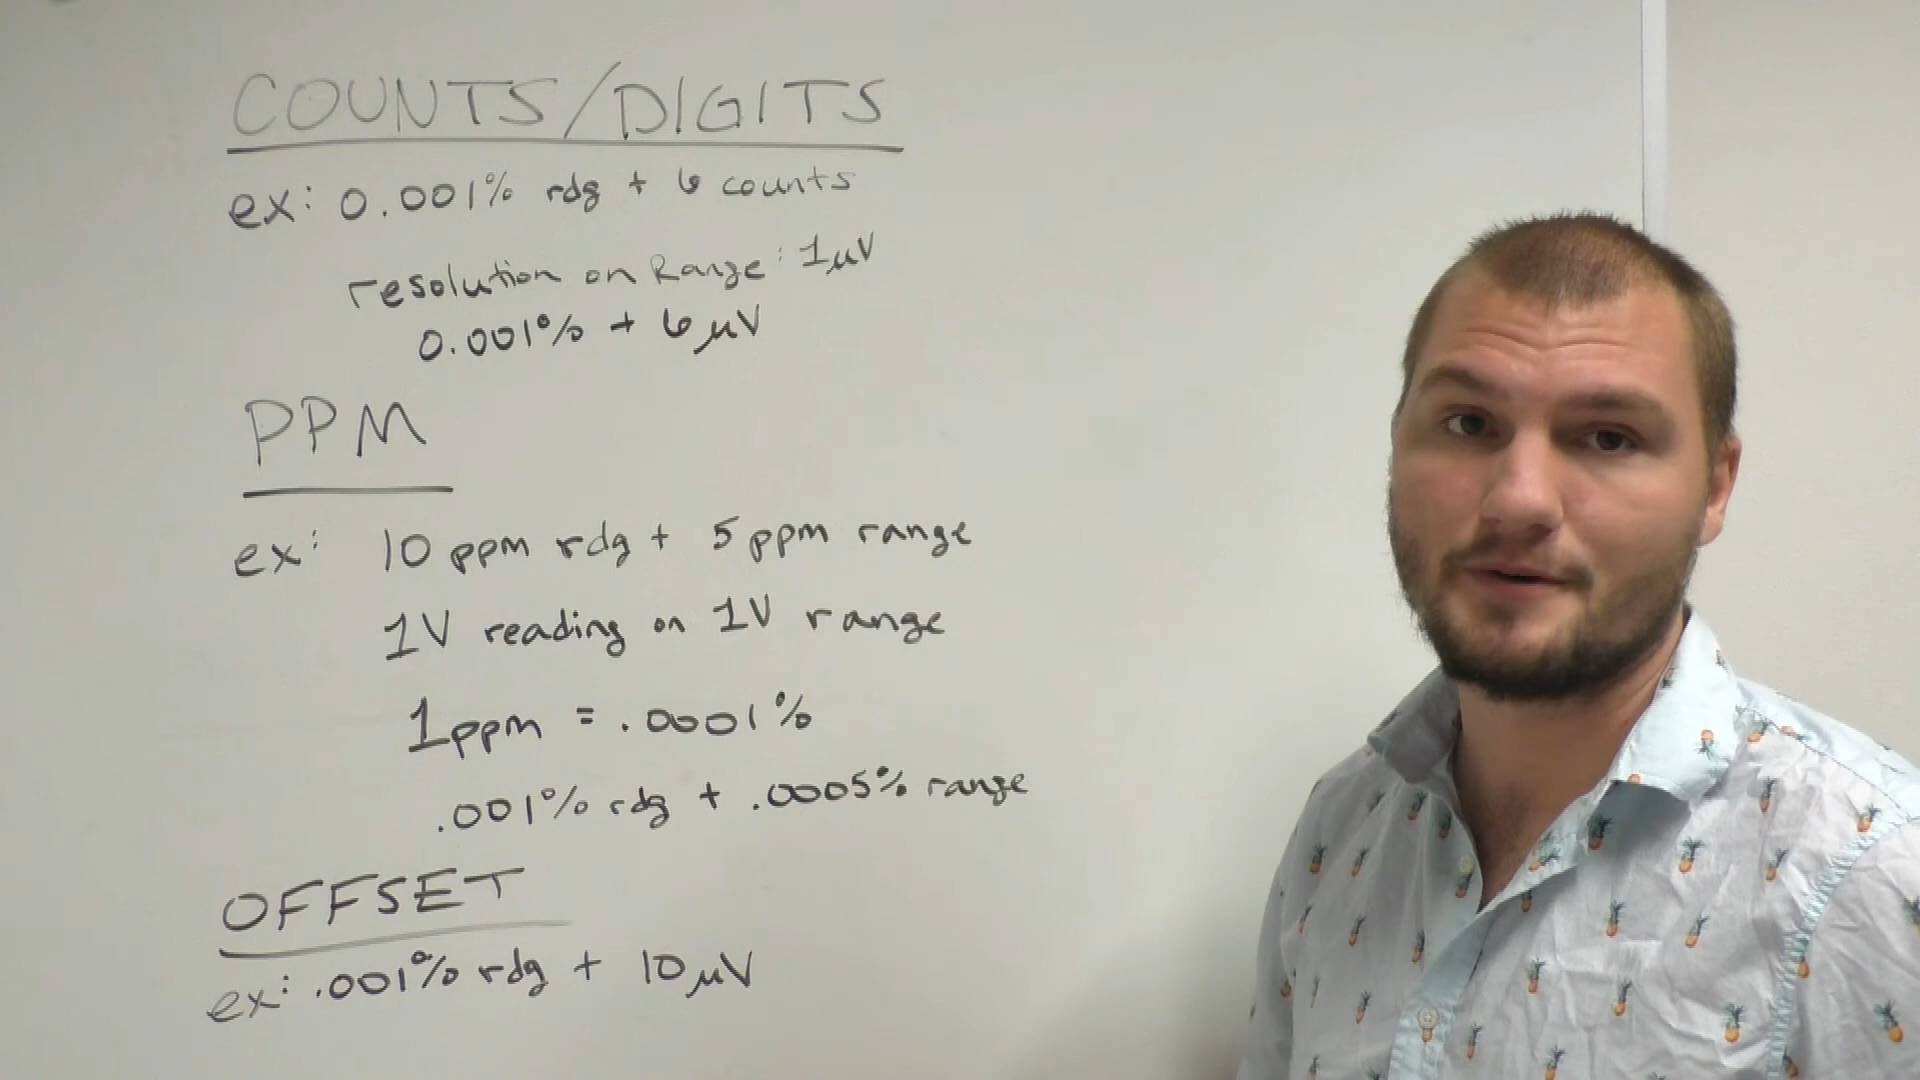 COUNTS/DIGITS
ex: 0.001% rdg + 6 counts
resolution on Range: 1μV
0.001% + 6μV
PPM
ex: 10 ppm rdg + 5 ppm range
1V reading on 1V range
1ppm = .0001%
.001% rdg + .0005% range
OFFSET
ex: .001% rdg + 10μV